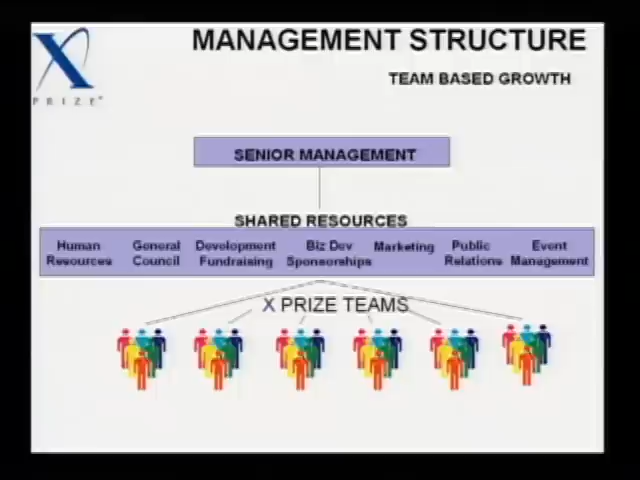 MANAGEMENT STRUCTURE
TEAM BASED GROWTH
X
PRIZE
SENIOR MANAGEMENT
SHARED RESOURCES
Human Resources
General Council
Development Fundraising
Biz Dev Sponsorships
Marketing
Public Relations
Event Management
X PRIZE TEAMS